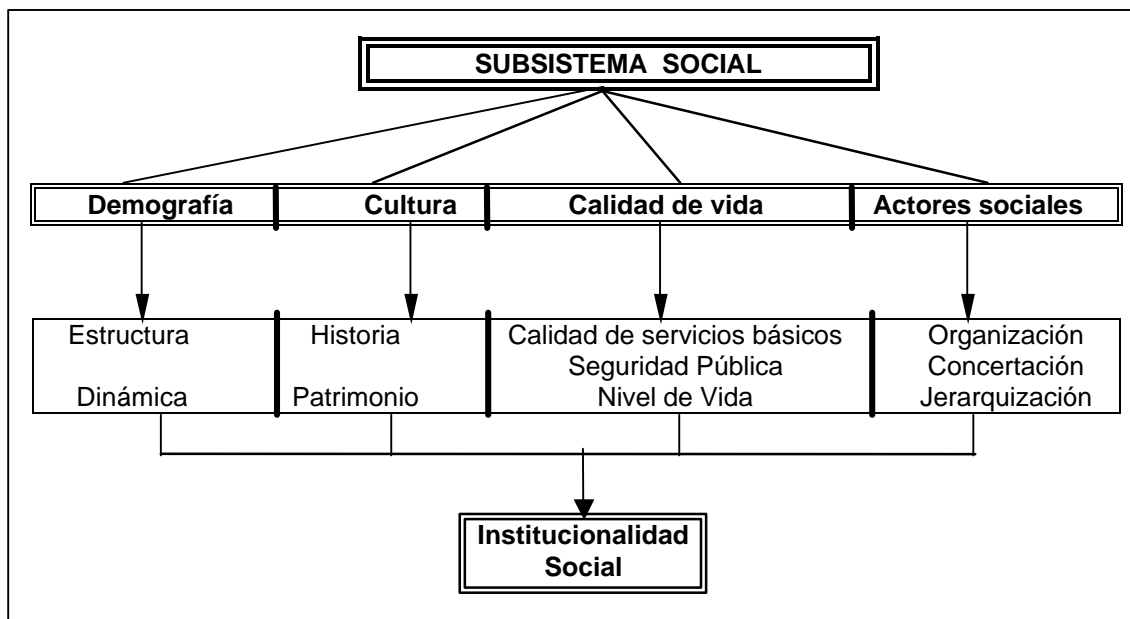 SUBSISTEMA SOCIAL
Demografía Cultura Calidad de vida Actores sociales
Estructura Historia Calidad de servicios básicos Organización
Seguridad Pública Concertación
Dinámica Patrimonio Nivel de Vida Jerarquización
Institucionalidad
Social